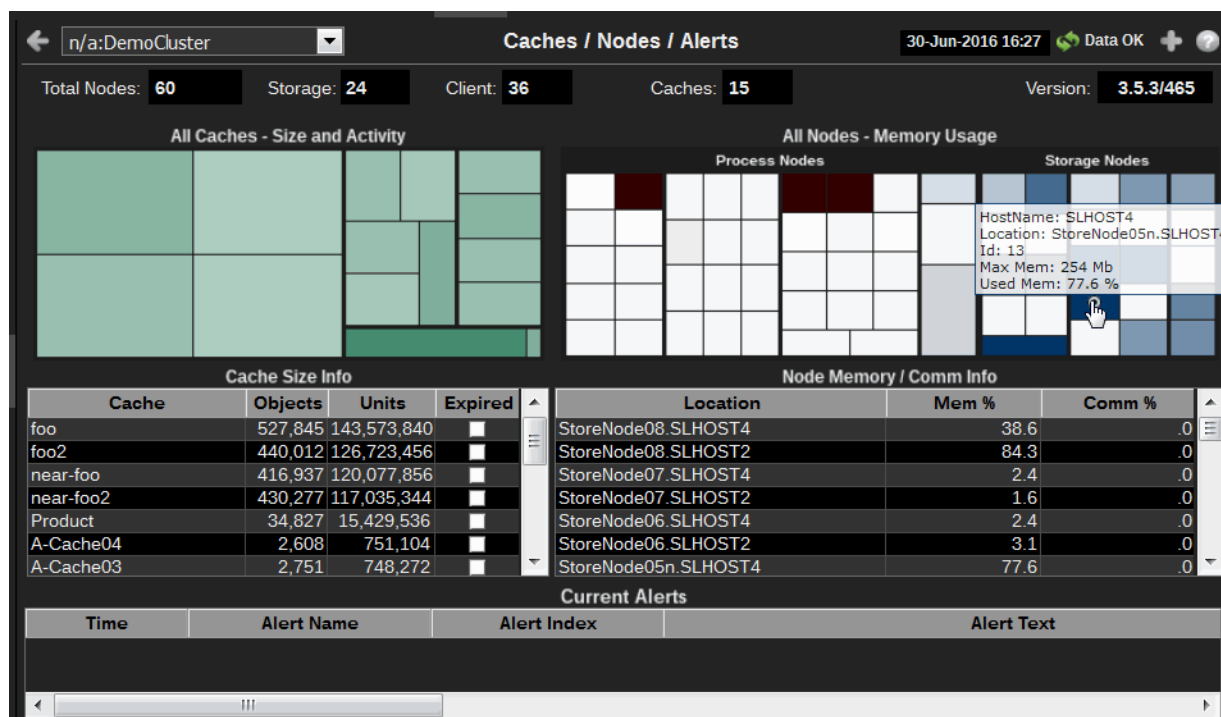 n/a:DemoCluster Caches / Nodes / Alerts 30-Jun-2016 16:27 Data OK
Total Nodes: 60 Storage: 24 Client: 36 Caches: 15 Version: 3.5.3/465
All Caches - Size and Activity
All Nodes - Memory Usage
Process Nodes Storage Nodes
HostName: SLHOST4
Location: StoreNode05n.SLHOST4
Id: 13
Max Mem: 254 Mb
Used Mem: 77.6 %
Cache Size Info
Cache Objects Units Expired
foo 527,845 143,573,840
foo2 440,012 126,723,456
near-foo 416,937 120,077,856
near-foo2 430,277 117,035,344
Product 34,827 15,429,536
A-Cache04 2,608 751,104
A-Cache03 2,751 748,272
Node Memory / Comm Info
Location Mem % Comm %
StoreNode08.SLHOST4 38.6 .0
StoreNode08.SLHOST2 84.3 .0
StoreNode07.SLHOST4 2.4 .0
StoreNode07.SLHOST2 1.6 .0
StoreNode06.SLHOST4 2.4 .0
StoreNode06.SLHOST2 3.1 .0
StoreNode05n.SLHOST4 77.6 .0
Current Alerts
Time Alert Name Alert Index Alert Text